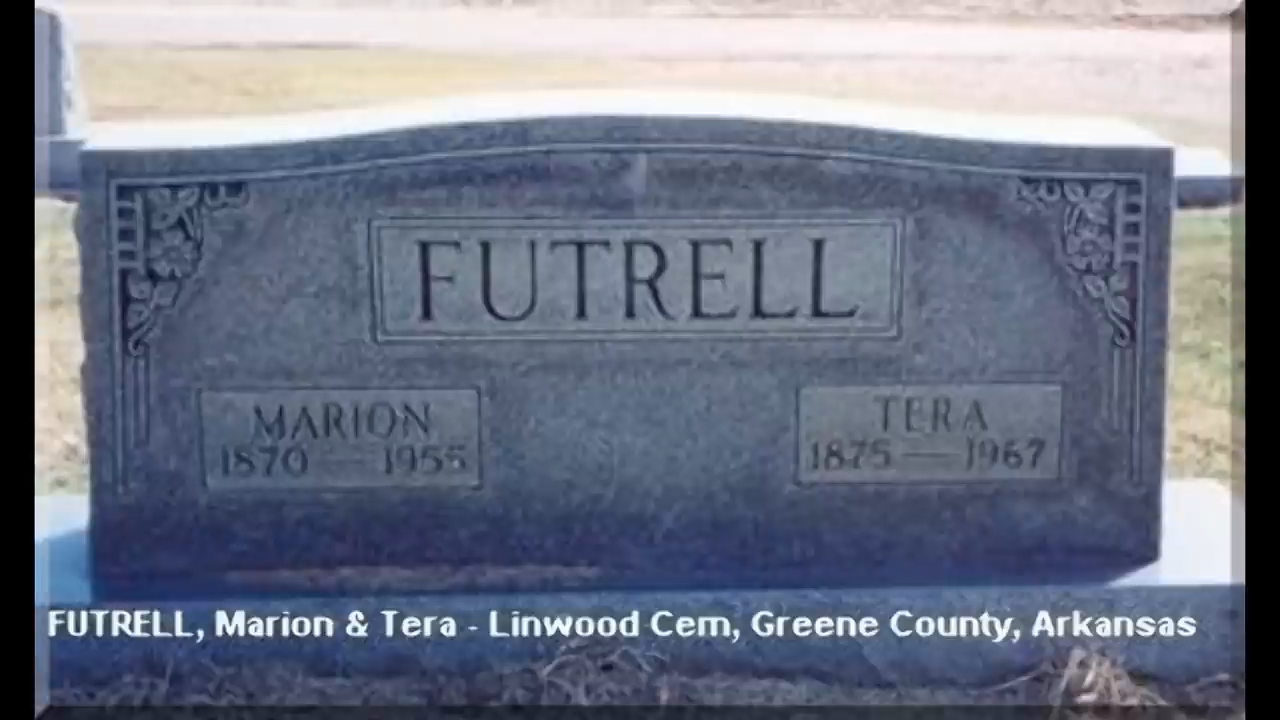 FUTRELL
MARION
1870 — 1955
TERA
1875 — 1967
FUTRELL, Marion & Tera - Linwood Cem, Greene County, Arkansas